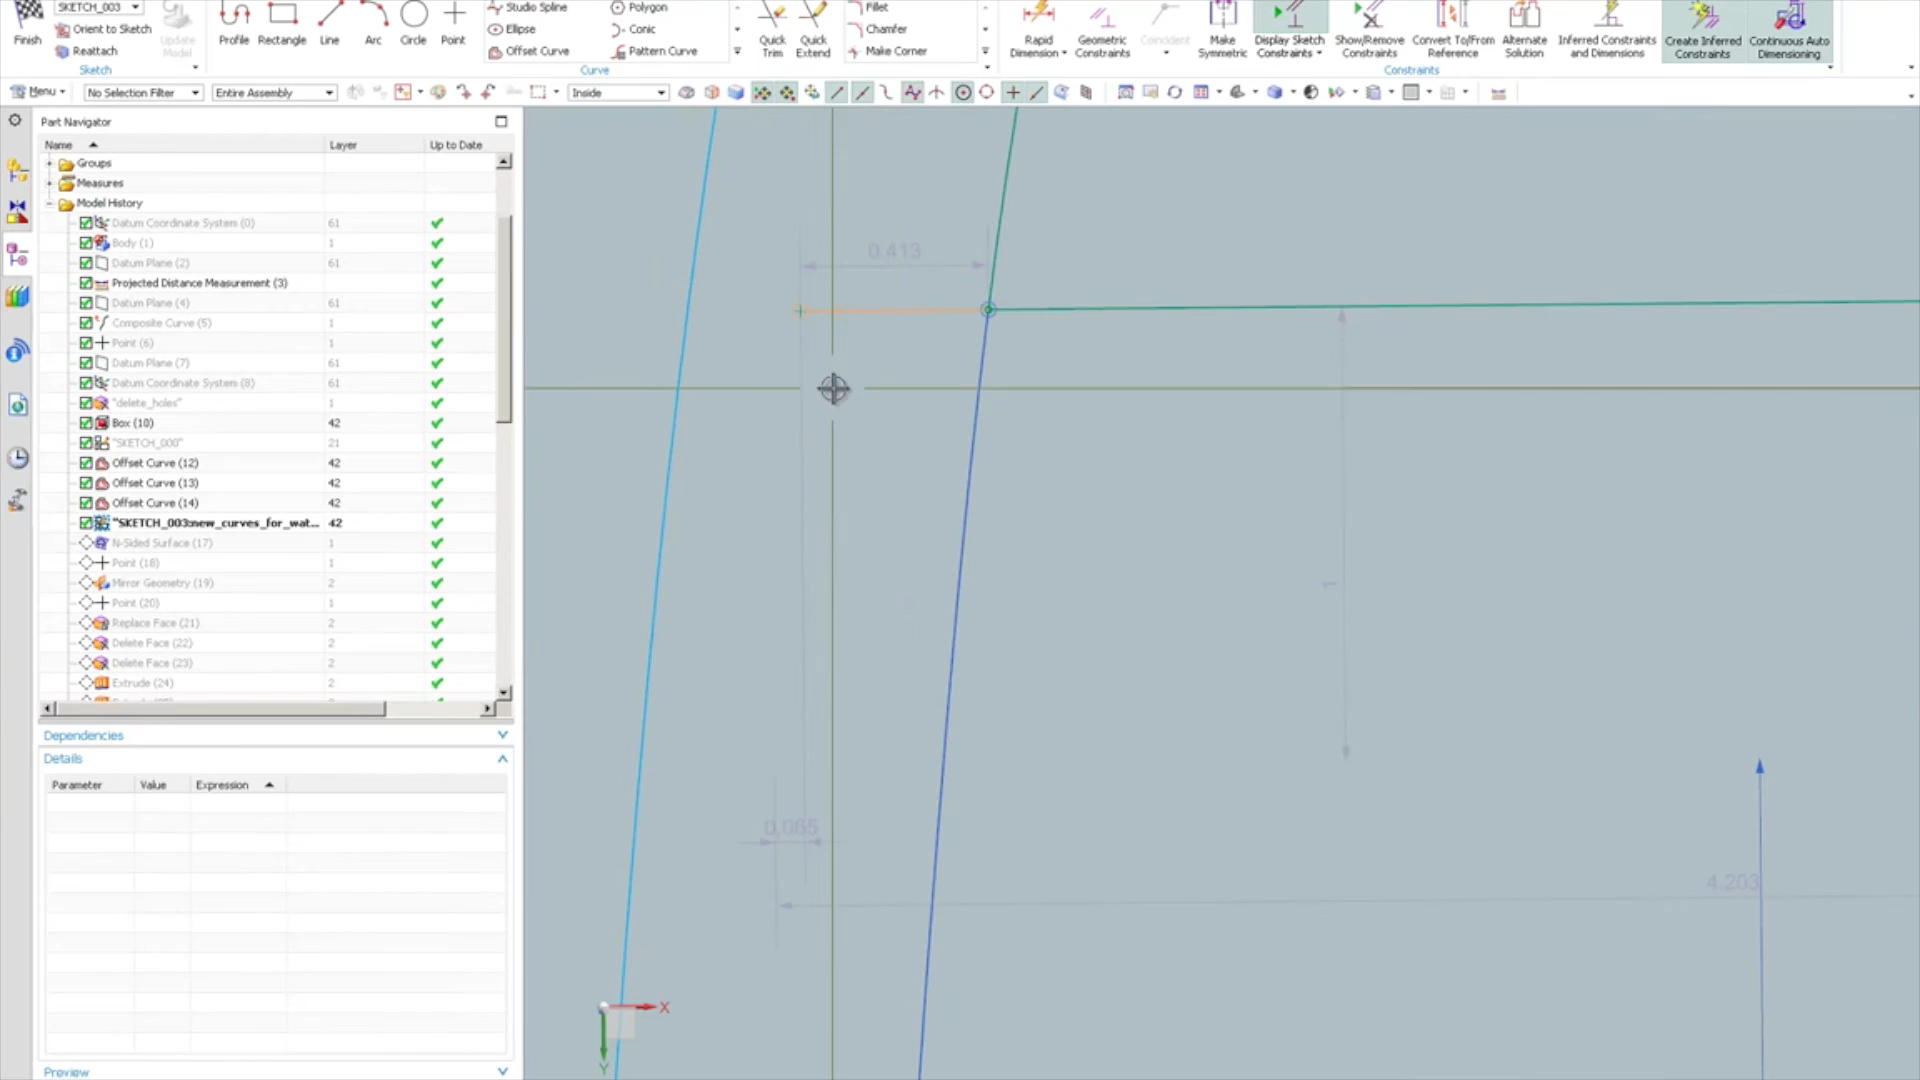 SKETCH_003
Studio Spline
Polygon
Fillet
Orient to Sketch
Ellipse
Conic
Chamfer
Reattach
Offset Curve
Pattern Curve
Make Corner
Finish
Update Model
Profile
Rectangle
Line
Arc
Circle
Point
Quick Trim
Quick Extend
Rapid Dimension
Geometric Constraints
Coincident
Make Symmetric
Display Sketch Constraints
Show/Remove Constraints
Convert To/From Reference
Alternate Solution
Inferred Constraints and Dimensions
Create Inferred Constraints
Continuous Auto Dimensioning
Sketch
Curve
Constraints
Menu
No Selection Filter
Entire Assembly
Inside
Part Navigator
Name Layer Up to Date
Groups
Measures
Model History
Datum Coordinate System (0) 61
Body (1) 1
Datum Plane (2) 61
Projected Distance Measurement (3)
Datum Plane (4) 61
Composite Curve (5) 1
Point (6) 1
Datum Plane (7) 61
Datum Coordinate System (8) 61
"delete_holes" 1
Box (10) 42
"SKETCH_000" 21
Offset Curve (12) 42
Offset Curve (13) 42
Offset Curve (14) 42
"SKETCH_003:new_curves_for_wat... 42
N-Sided Surface (17) 1
Point (18) 1
Mirror Geometry (19) 2
Point (20) 1
Replace Face (21) 2
Delete Face (22) 2
Delete Face (23) 2
Extrude (24) 2
Dependencies
Details
Parameter Value Expression
Preview
0.413
1
0.065
4.203
X
Y